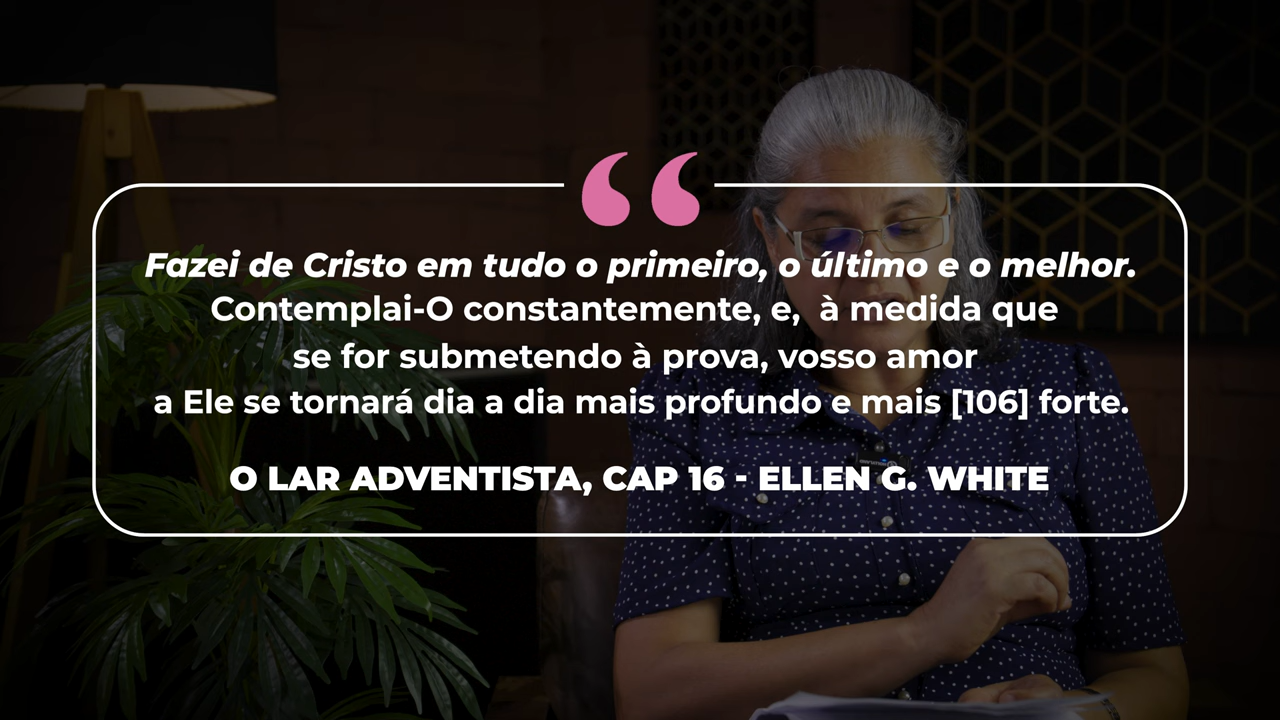 Fazei de Cristo em tudo o primeiro, o último e o melhor.
Contemplai-O constantemente, e, à medida que
se for submetendo à prova, vosso amor
a Ele se tornará dia a dia mais profundo e mais [106] forte.
O LAR ADVENTISTA, CAP 16 - ELLEN G. WHITE